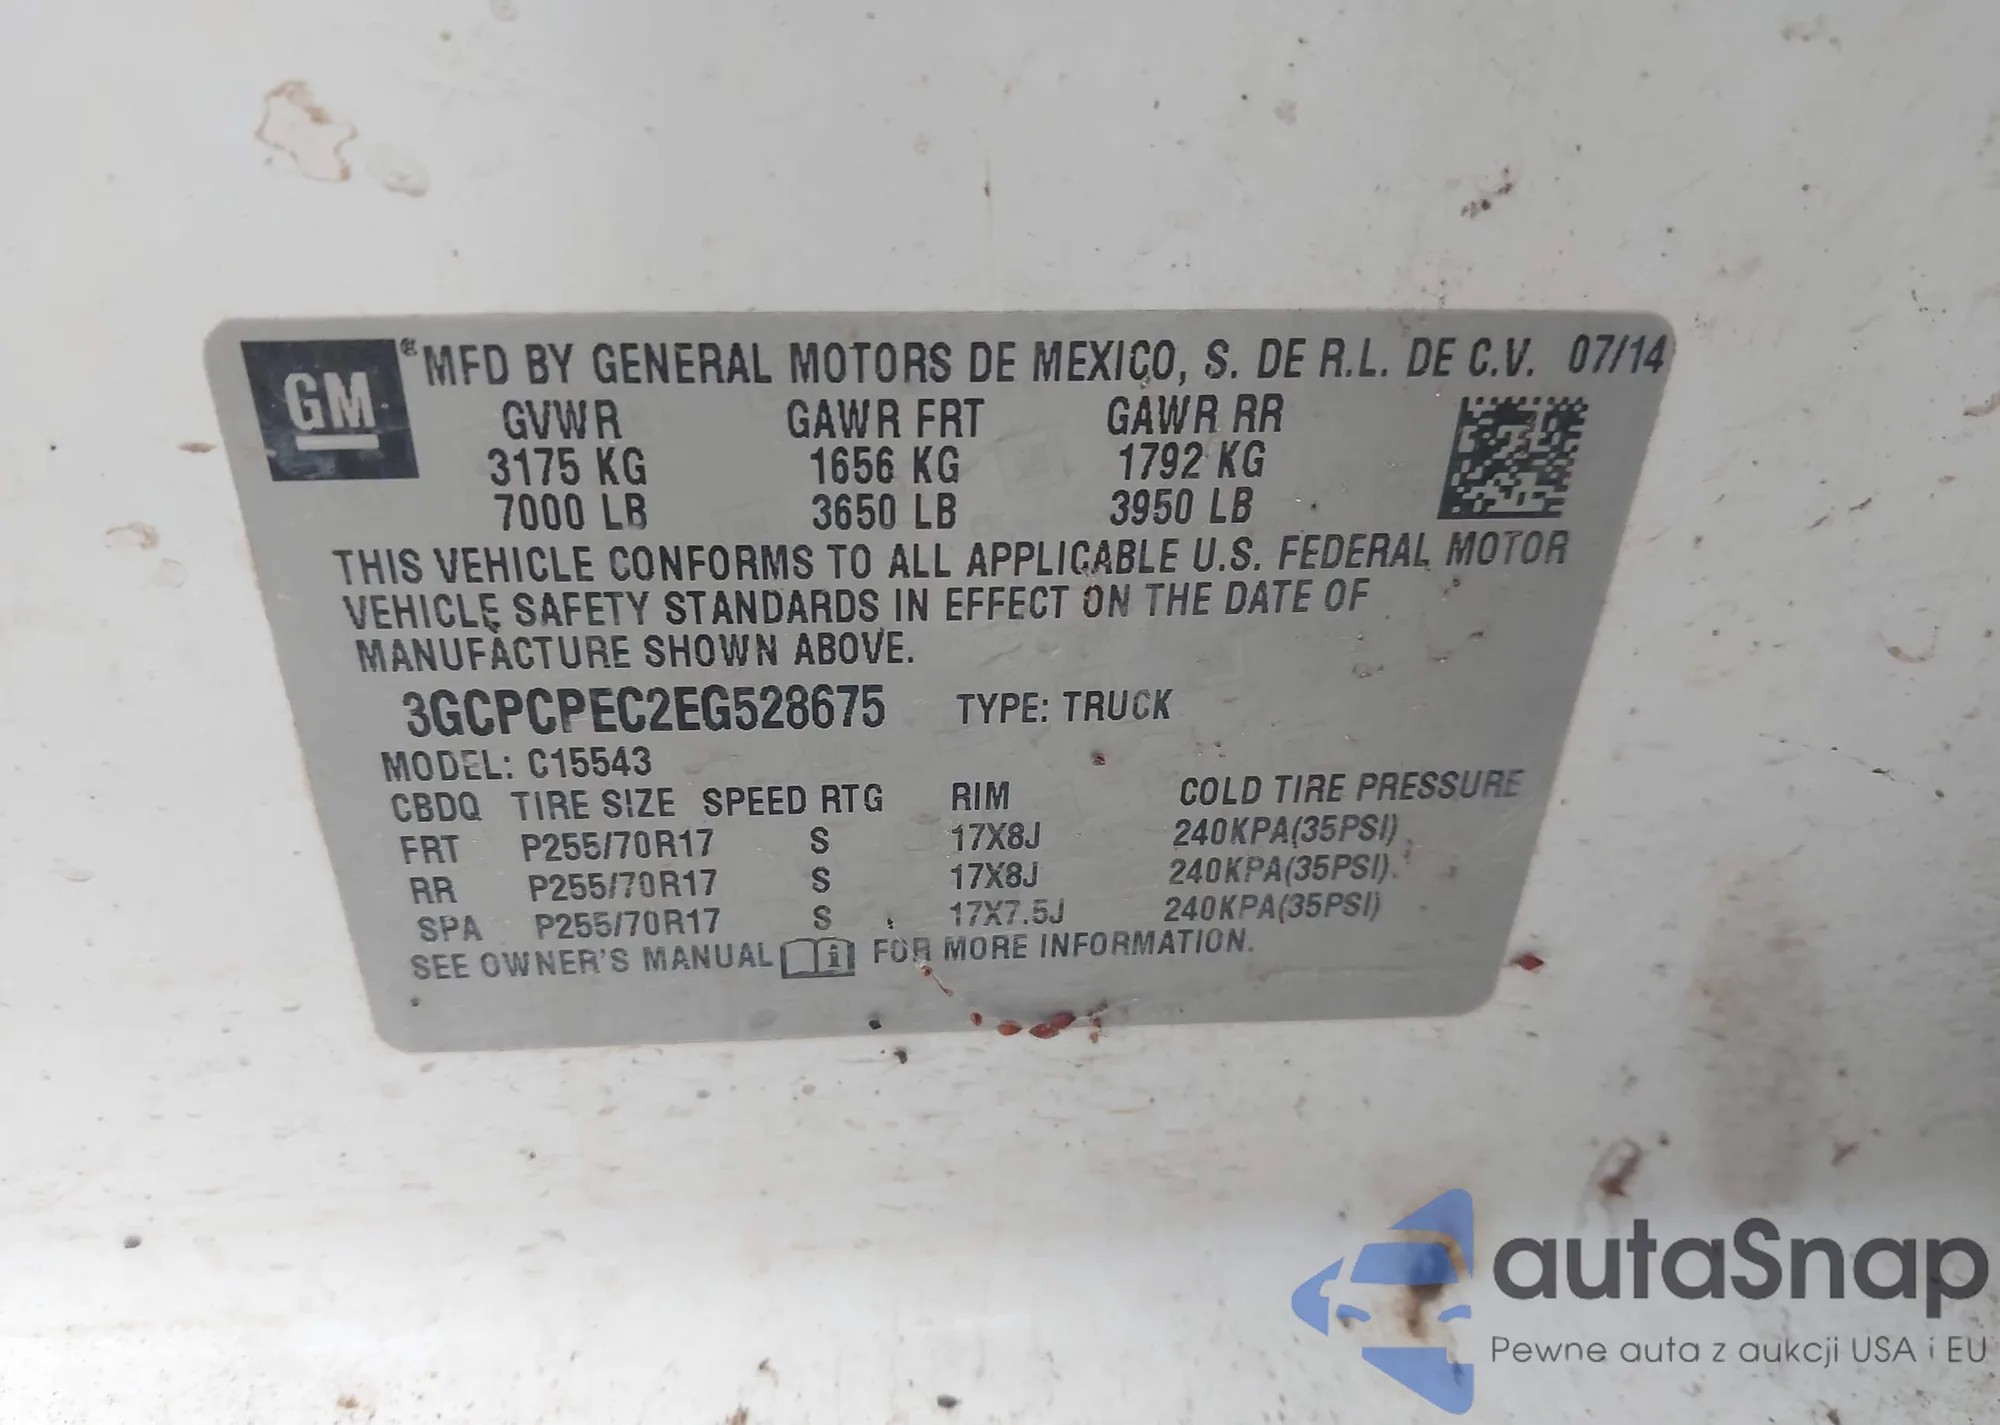 GM ® MFD BY GENERAL MOTORS DE MEXICO, S. DE R.L. DE C.V. 07/14
GVWR GAWR FRT GAWR RR
3175 KG 1656 KG 1792 KG
7000 LB 3650 LB 3950 LB
THIS VEHICLE CONFORMS TO ALL APPLICABLE U.S. FEDERAL MOTOR
VEHICLE SAFETY STANDARDS IN EFFECT ON THE DATE OF
MANUFACTURE SHOWN ABOVE.
3GCPCPEC2EG528675 TYPE: TRUCK
MODEL: C15543
CBDQ TIRE SIZE SPEED RTG RIM COLD TIRE PRESSURE
FRT P255/70R17 S 17X8J 240KPA(35PSI)
RR P255/70R17 S 17X8J 240KPA(35PSI)
SPA P255/70R17 S 17X7.5J 240KPA(35PSI)
SEE OWNER'S MANUAL i FOR MORE INFORMATION.
autaSnap
Pewne auta z aukcji USA i EU